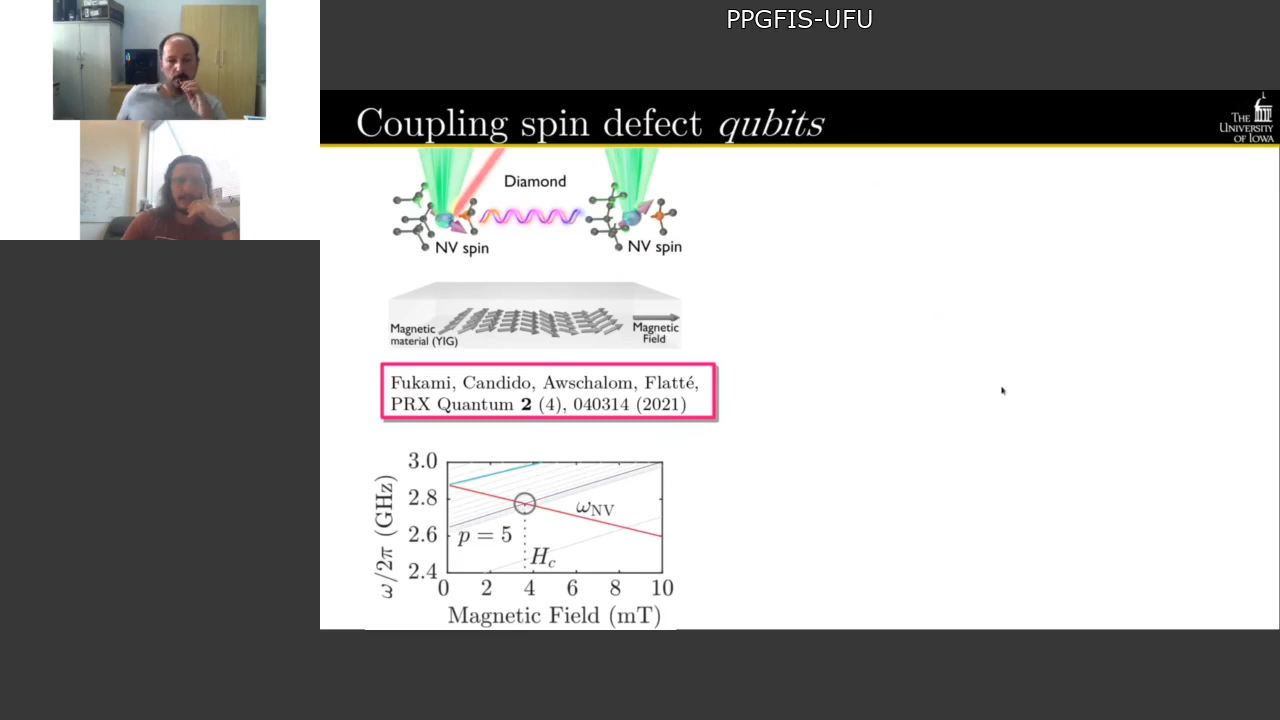 PPGFIS-UFU
Coupling spin defect qubits
THE
UNIVERSITY
OF IOWA
Diamond
NV spin
NV spin
Magnetic
material (YIG)
Magnetic
Field
Fukami, Candido, Awschalom, Flatté,
PRX Quantum 2 (4), 040314 (2021)
ω/2π (GHz)
3.0
2.8
2.6
2.4
ωNV
p = 5
Hc
0 2 4 6 8 10
Magnetic Field (mT)